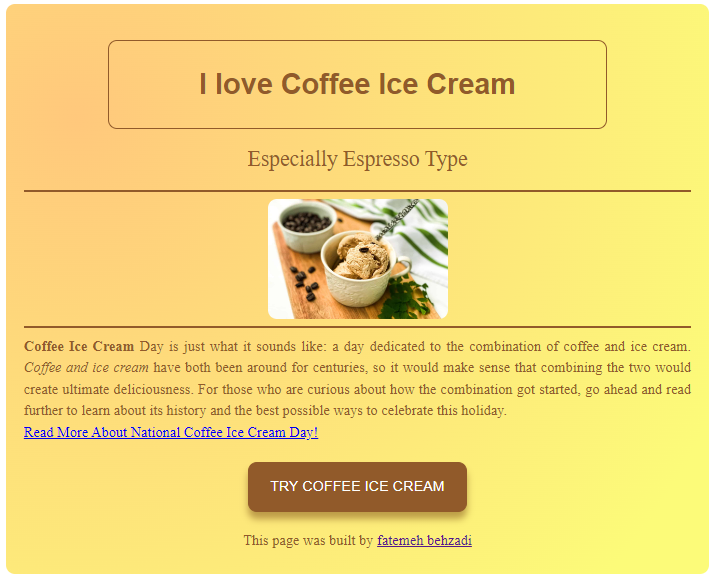 I love Coffee Ice Cream
Especially Espresso Type
Coffee Ice Cream Day is just what it sounds like: a day dedicated to the combination of coffee and ice cream.
Coffee and ice cream have both been around for centuries, so it would make sense that combining the two would
create ultimate deliciousness. For those who are curious about how the combination got started, go ahead and read
further to learn about its history and the best possible ways to celebrate this holiday.
Read More About National Coffee Ice Cream Day!
TRY COFFEE ICE CREAM
This page was built by fatemeh behzadi